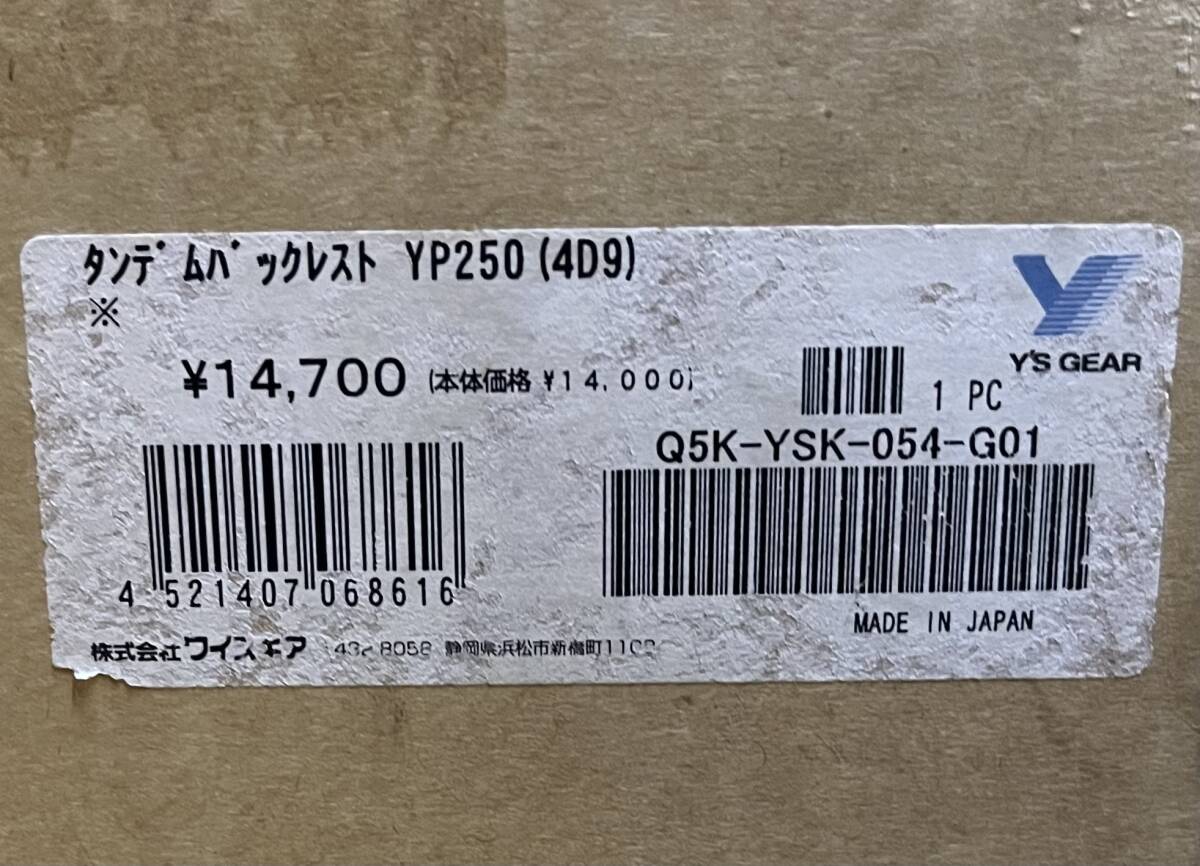 ﾀﾝﾃﾞﾑﾊﾞｯｸﾚｽﾄ YP250 (4D9)
※
Y'S GEAR
¥14,700 (本体価格 ¥14,000)
1 PC
Q5K-YSK-054-G01
4 521407 068616
MADE IN JAPAN
株式会社ワイズギア 8058 静岡県浜松市新橋町